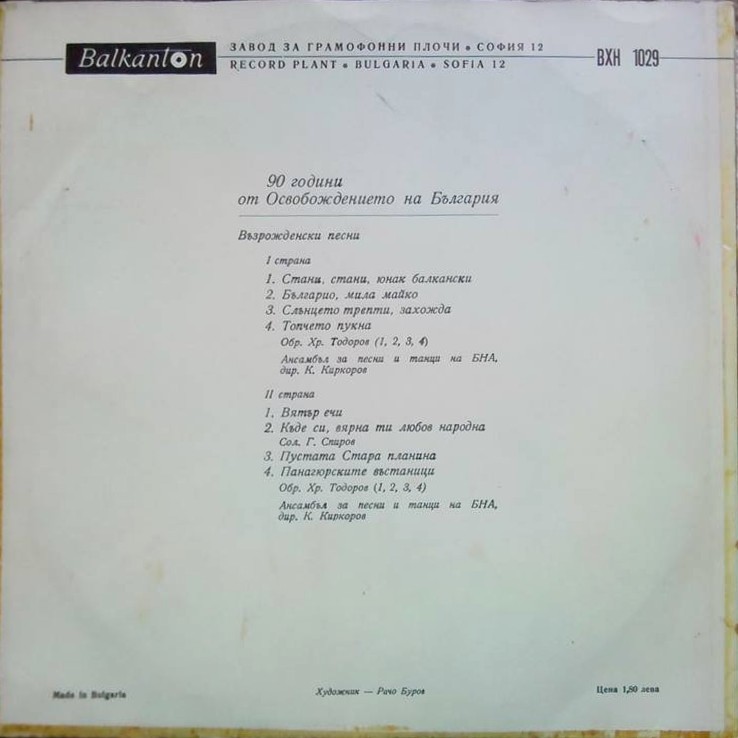 Balkanton
ЗАВОД ЗА ГРАМОФОННИ ПЛОЧИ • СОФИЯ 12
RECORD PLANT • BULGARIA • SOFIA 12
ВХН 1029
90 години
от Освобождението на България
Възрожденски песни
I страна
1. Стани, стани, юнак балкански
2. Българио, мила майко
3. Слънцето трепти, захожда
4. Топчето пукна
Обр. Хр. Тодоров (1, 2, 3, 4)
Ансамбъл за песни и танци на БНА,
дир. К. Киркоров
II страна
1. Вятър ечи
2. Къде си, вярна ти любов народна
Сол. Г. Спиров
3. Пустата Стара планина
4. Панагюрските въстаници
Обр. Хр. Тодоров (1, 2, 3, 4)
Ансамбъл за песни и танци на БНА,
дир. К. Киркоров
Made in Bulgaria
Художник — Рачо Буров
Цена 1,80 лева